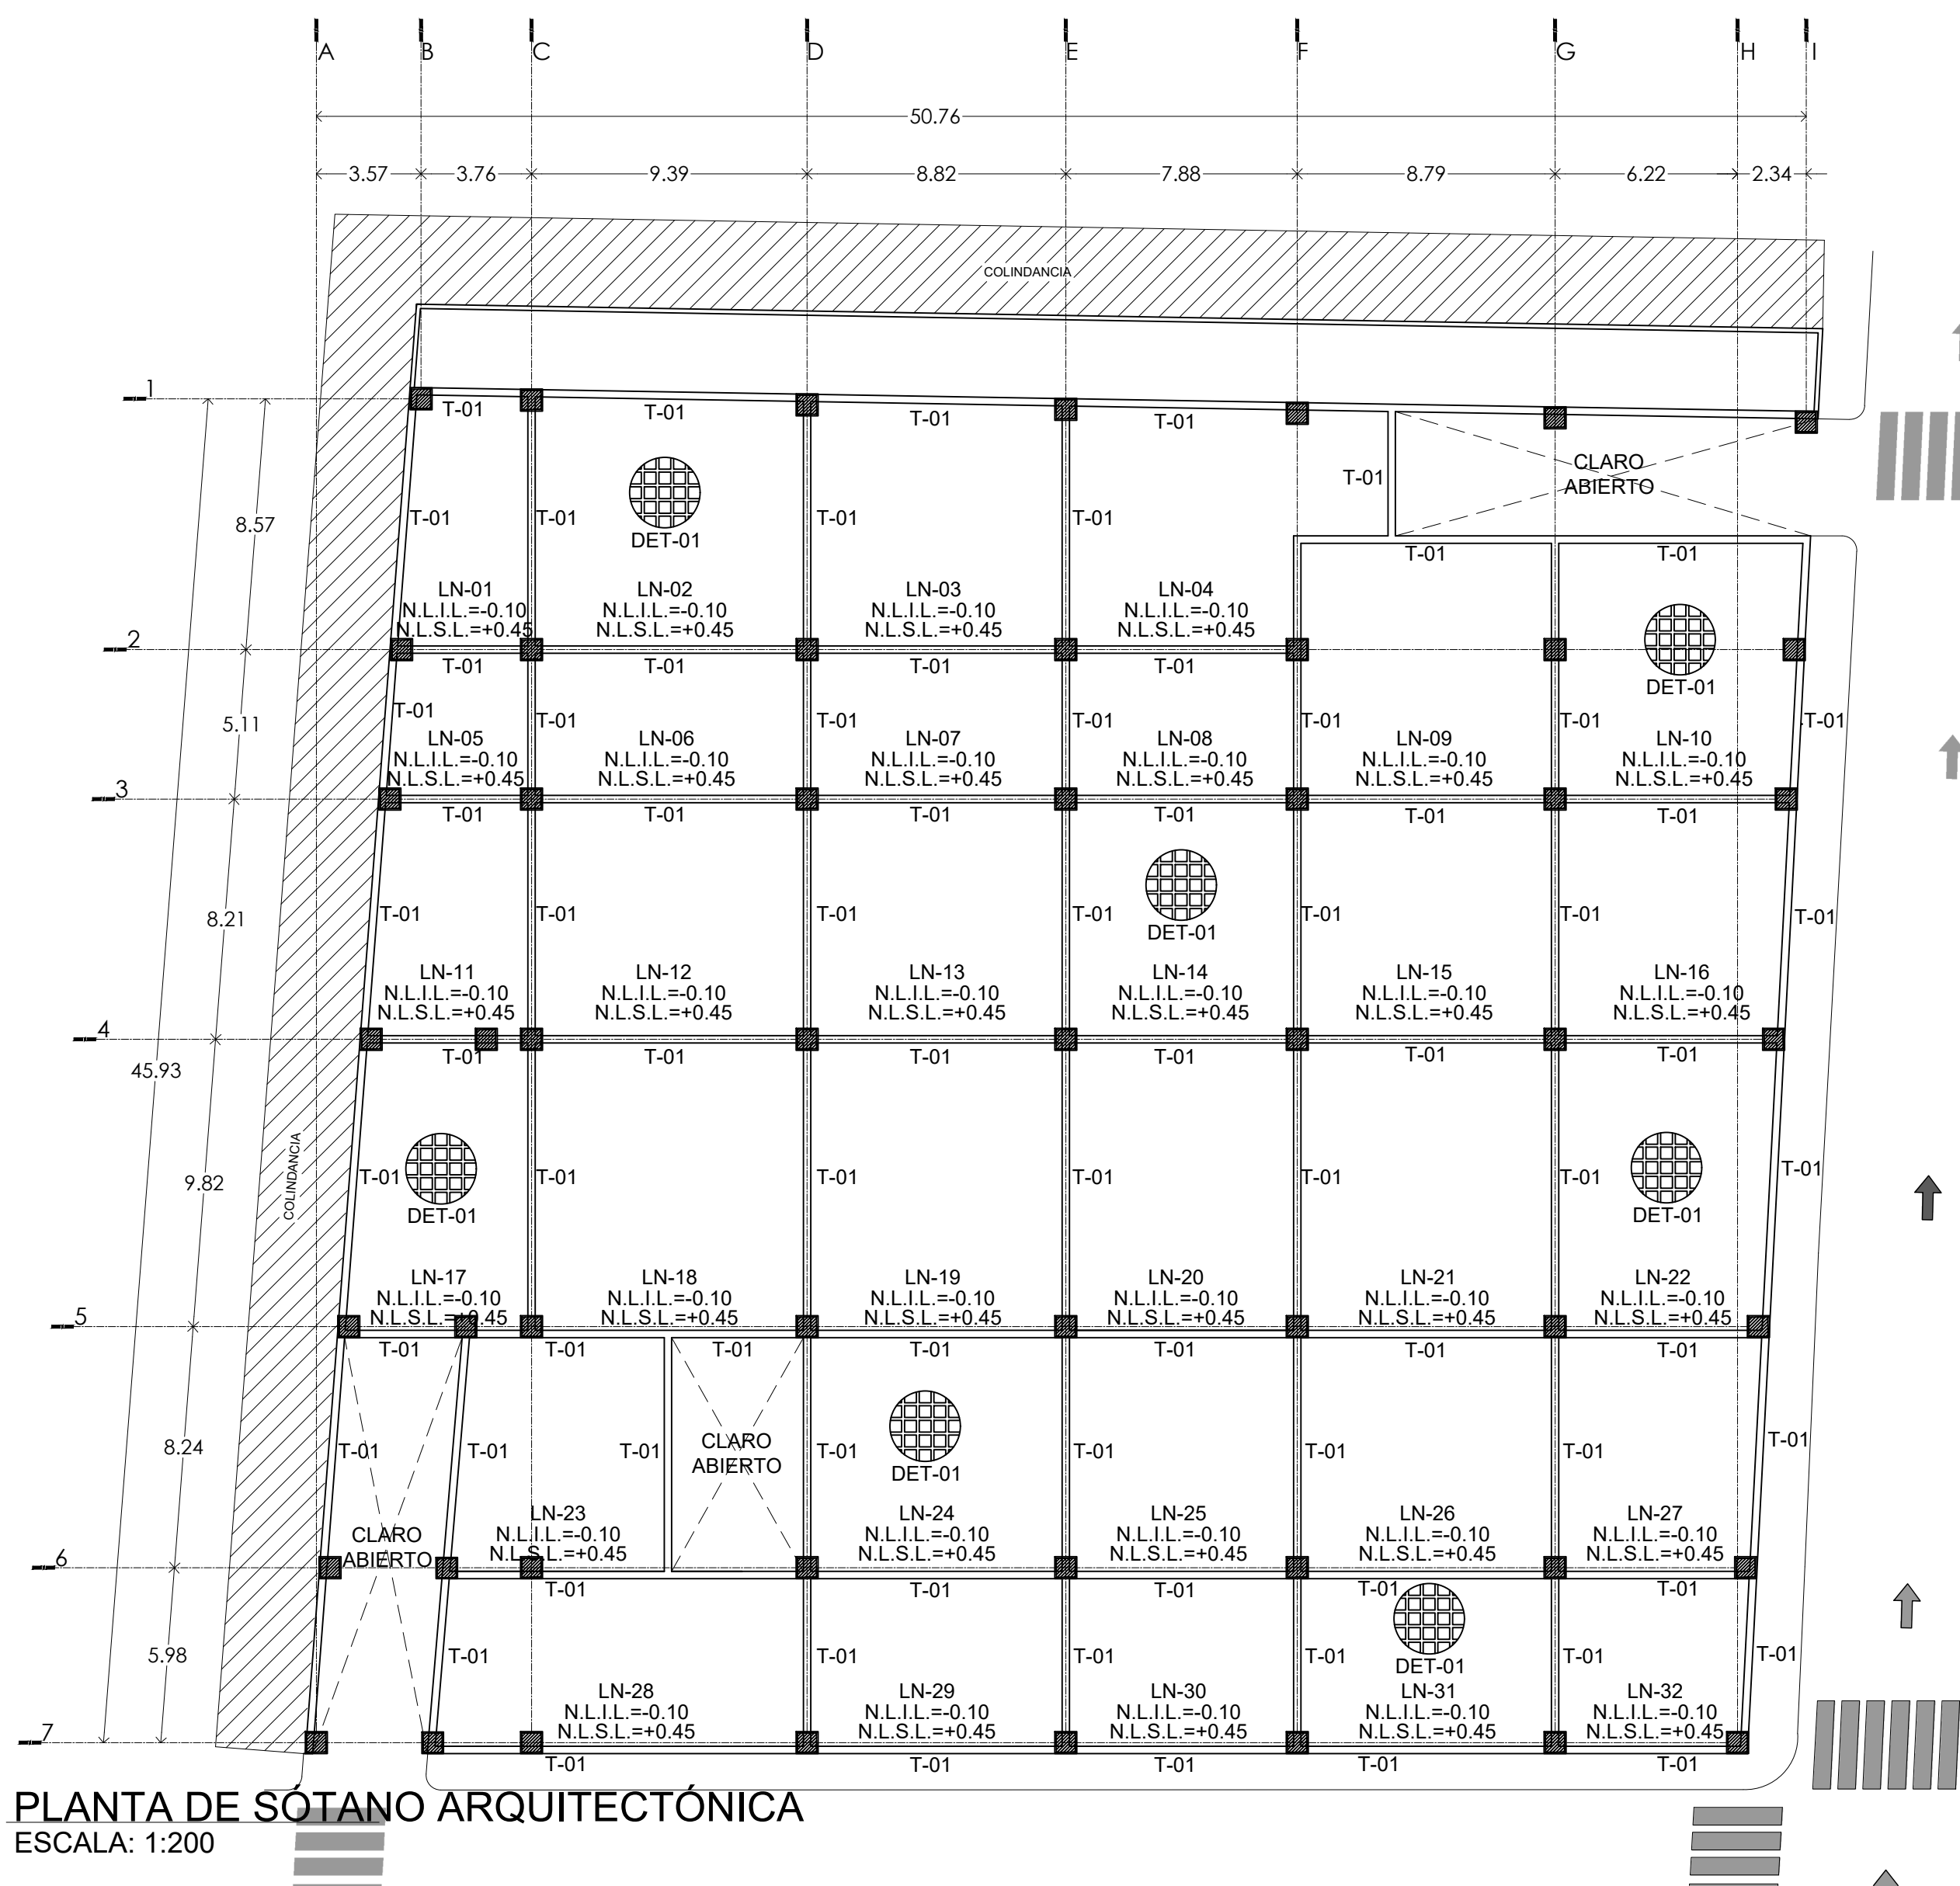 A B C D E F G H I
50.76
3.57 3.76 9.39 8.82 7.88 8.79 6.22 2.34
COLINDANCIA
1
T-01 T-01 T-01 T-01
CLARO
ABIERTO
T-01
8.57
T-01 T-01 T-01 T-01
DET-01
T-01 T-01
LN-01 LN-02 LN-03 LN-04
N.L.I.L.=-0.10 N.L.I.L.=-0.10 N.L.I.L.=-0.10 N.L.I.L.=-0.10
N.L.S.L.=+0.45 N.L.S.L.=+0.45 N.L.S.L.=+0.45 N.L.S.L.=+0.45
2
T-01 T-01 T-01 T-01
DET-01
5.11
T-01 T-01 T-01 T-01 T-01 T-01 T-01
LN-05 LN-06 LN-07 LN-08 LN-09 LN-10
N.L.I.L.=-0.10 N.L.I.L.=-0.10 N.L.I.L.=-0.10 N.L.I.L.=-0.10 N.L.I.L.=-0.10 N.L.I.L.=-0.10
N.L.S.L.=+0.45 N.L.S.L.=+0.45 N.L.S.L.=+0.45 N.L.S.L.=+0.45 N.L.S.L.=+0.45 N.L.S.L.=+0.45
3
T-01 T-01 T-01 T-01 T-01 T-01
8.21
T-01 T-01 T-01 T-01 T-01 T-01 T-01
DET-01
LN-11 LN-12 LN-13 LN-14 LN-15 LN-16
N.L.I.L.=-0.10 N.L.I.L.=-0.10 N.L.I.L.=-0.10 N.L.I.L.=-0.10 N.L.I.L.=-0.10 N.L.I.L.=-0.10
N.L.S.L.=+0.45 N.L.S.L.=+0.45 N.L.S.L.=+0.45 N.L.S.L.=+0.45 N.L.S.L.=+0.45 N.L.S.L.=+0.45
4
T-01 T-01 T-01 T-01 T-01 T-01
45.93
COLINDANCIA
9.82
T-01 T-01 T-01 T-01 T-01 T-01 T-01
DET-01 DET-01
LN-17 LN-18 LN-19 LN-20 LN-21 LN-22
N.L.I.L.=-0.10 N.L.I.L.=-0.10 N.L.I.L.=-0.10 N.L.I.L.=-0.10 N.L.I.L.=-0.10 N.L.I.L.=-0.10
N.L.S.L.=+0.45 N.L.S.L.=+0.45 N.L.S.L.=+0.45 N.L.S.L.=+0.45 N.L.S.L.=+0.45 N.L.S.L.=+0.45
5
T-01 T-01 T-01 T-01 T-01 T-01 T-01
8.24
T-01 T-01 T-01 T-01 T-01 T-01 T-01 T-01
CLARO
ABIERTO
DET-01
LN-23 LN-24 LN-25 LN-26 LN-27
N.L.I.L.=-0.10 N.L.I.L.=-0.10 N.L.I.L.=-0.10 N.L.I.L.=-0.10 N.L.I.L.=-0.10
N.L.S.L.=+0.45 N.L.S.L.=+0.45 N.L.S.L.=+0.45 N.L.S.L.=+0.45 N.L.S.L.=+0.45
CLARO
ABIERTO
6
T-01 T-01 T-01 T-01 T-01
5.98
T-01 T-01 T-01 T-01 T-01 T-01
DET-01
LN-28 LN-29 LN-30 LN-31 LN-32
N.L.I.L.=-0.10 N.L.I.L.=-0.10 N.L.I.L.=-0.10 N.L.I.L.=-0.10 N.L.I.L.=-0.10
N.L.S.L.=+0.45 N.L.S.L.=+0.45 N.L.S.L.=+0.45 N.L.S.L.=+0.45 N.L.S.L.=+0.45
7
T-01 T-01 T-01 T-01 T-01
PLANTA DE SÓTANO ARQUITECTÓNICA
ESCALA: 1:200